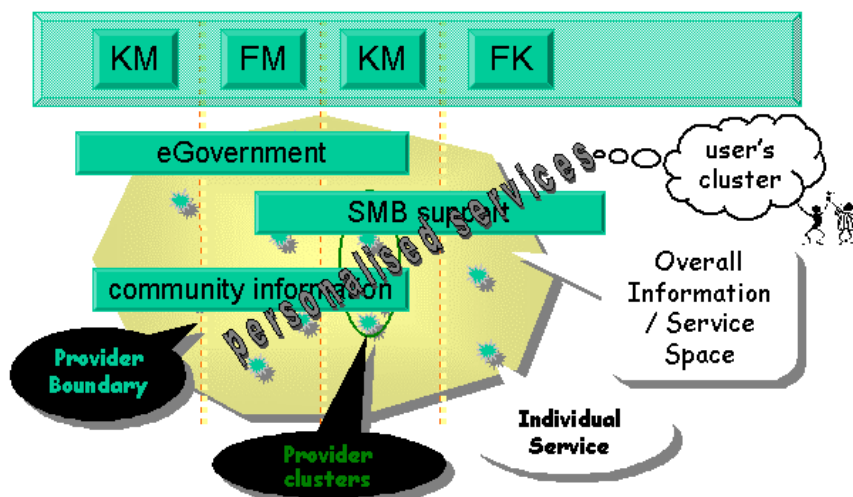 KM FM KM FK
eGovernment
user's
cluster
SMB support
personalised services
community information
Overall
Information
/ Service
Space
Provider
Boundary
Individual
Service
Provider
clusters